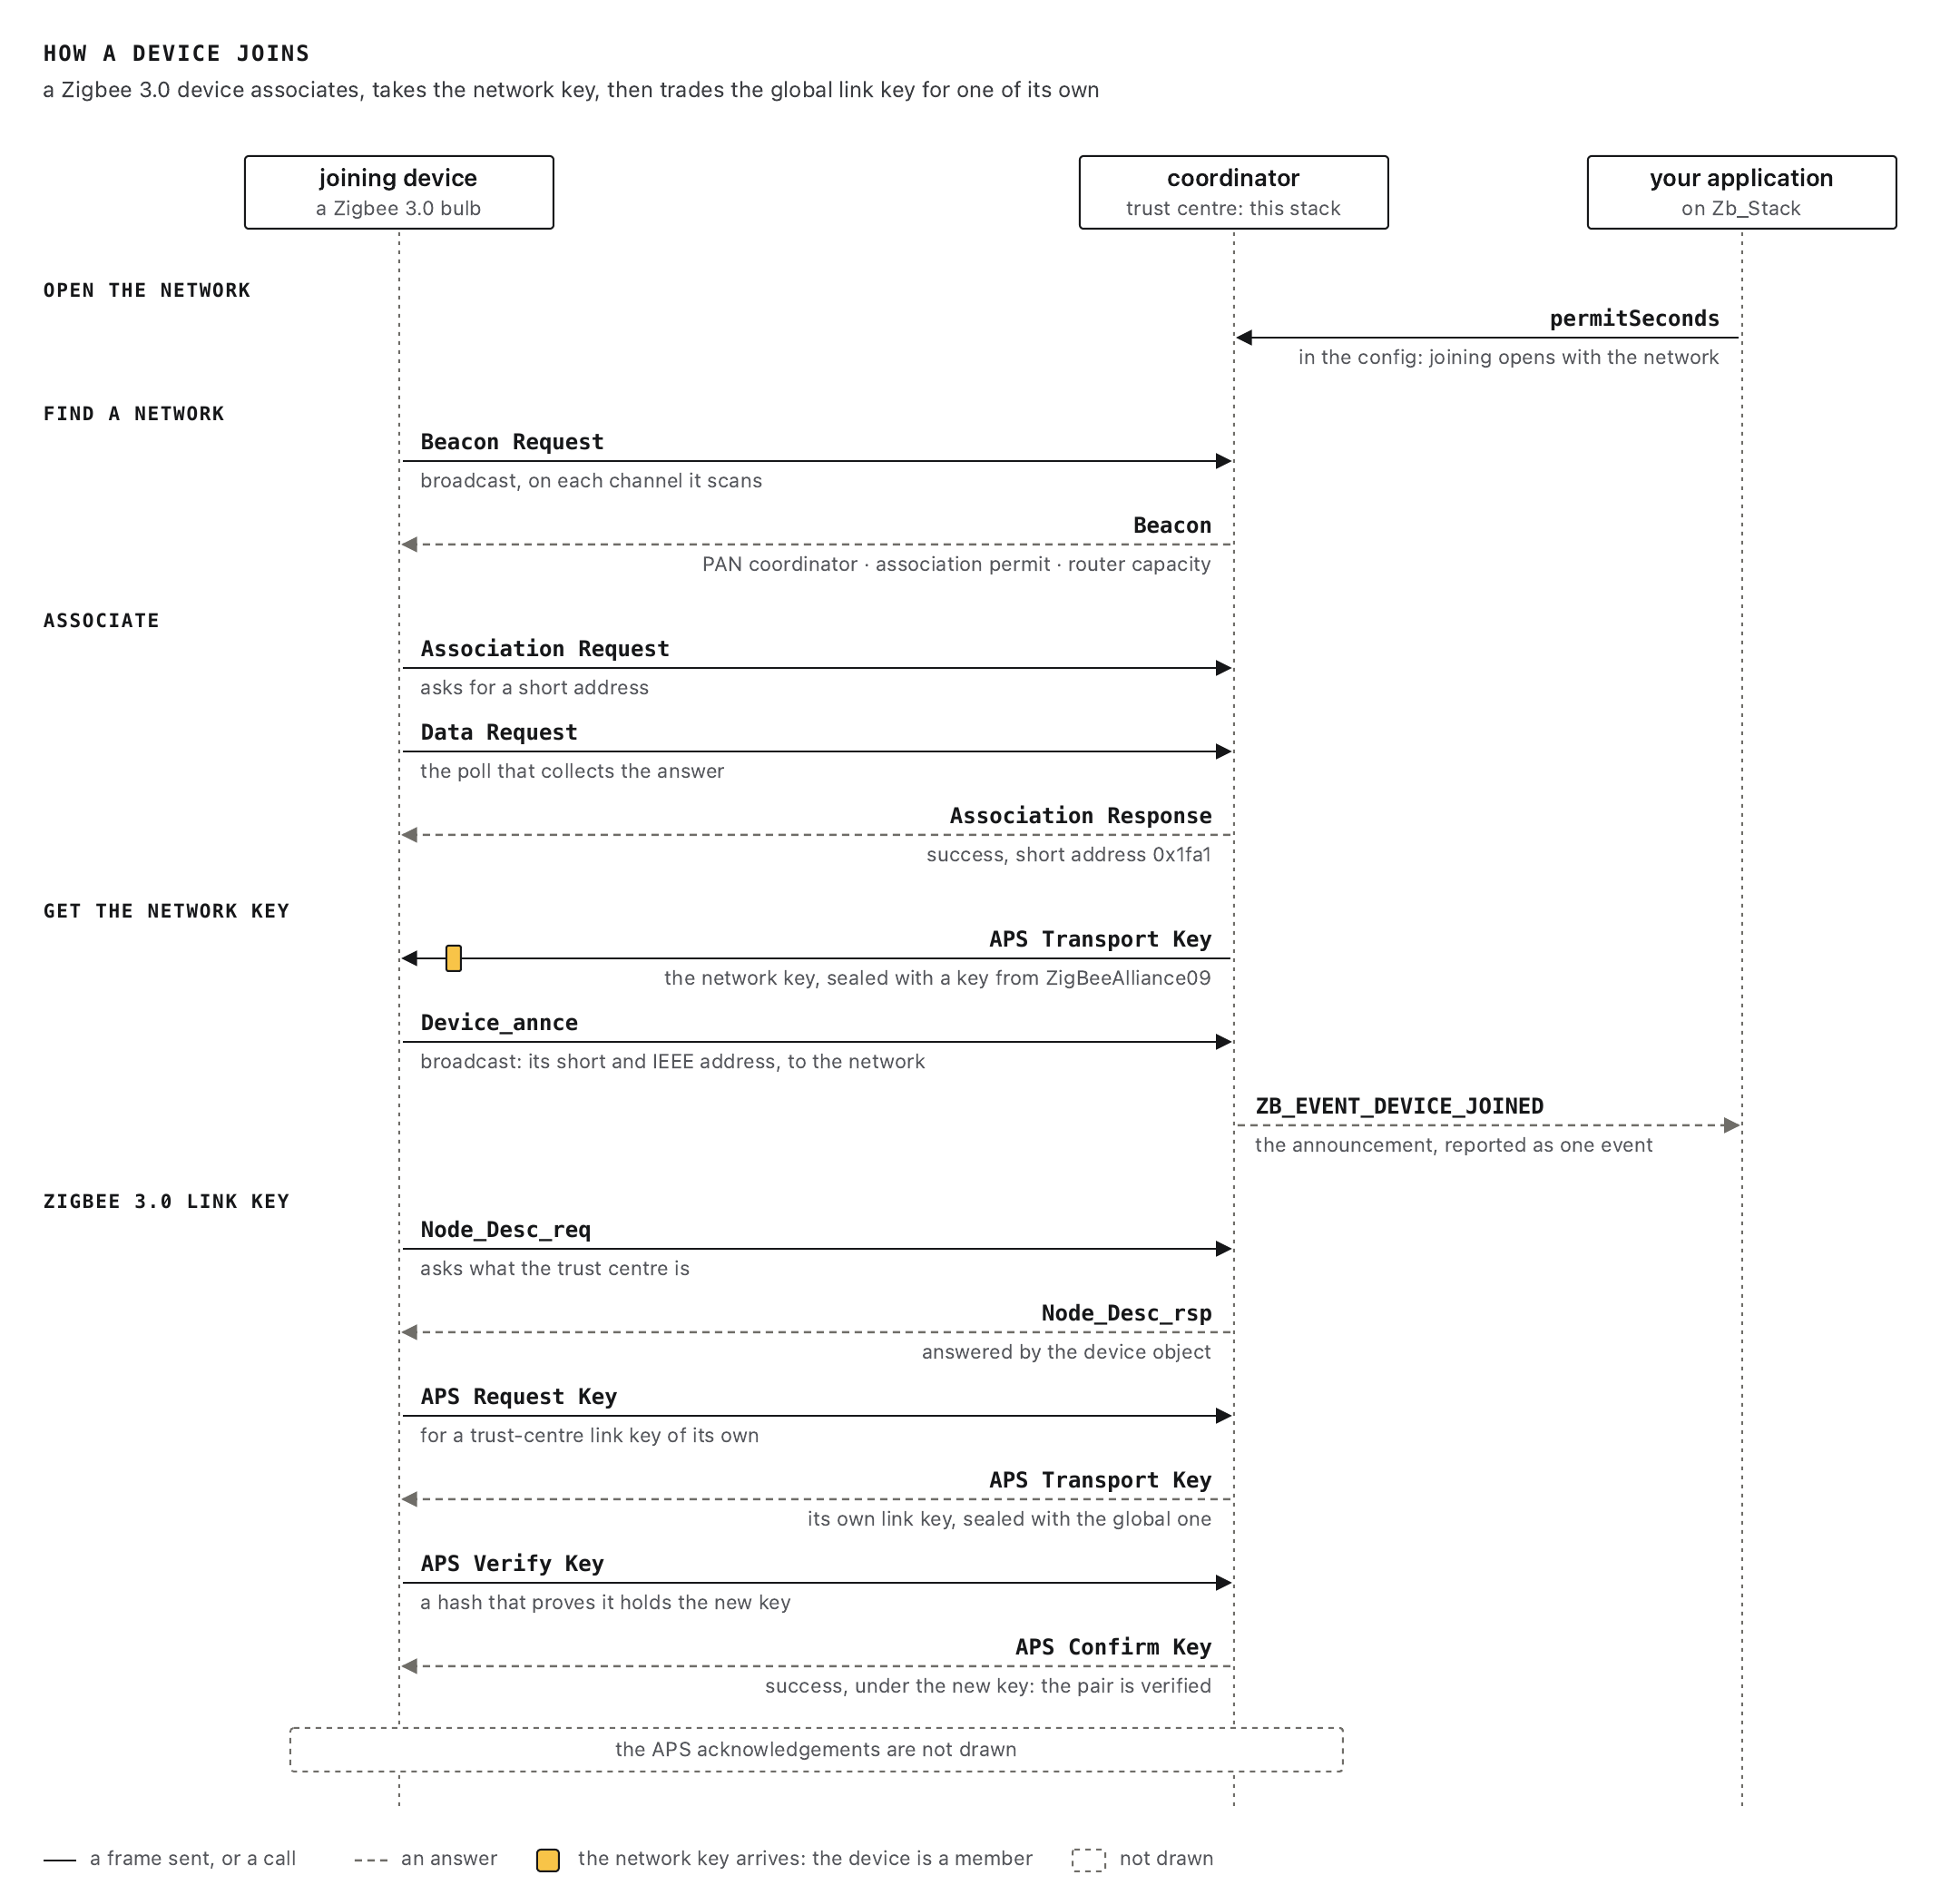 HOW A DEVICE JOINS
a Zigbee 3.0 device associates, takes the network key, then trades the global link key for one of its own
joining device
a Zigbee 3.0 bulb
coordinator
trust centre: this stack
your application
on Zb_Stack
OPEN THE NETWORK
permitSeconds
in the config: joining opens with the network
FIND A NETWORK
Beacon Request
broadcast, on each channel it scans
Beacon
PAN coordinator · association permit · router capacity
ASSOCIATE
Association Request
asks for a short address
Data Request
the poll that collects the answer
Association Response
success, short address 0x1fa1
GET THE NETWORK KEY
APS Transport Key
the network key, sealed with a key from ZigBeeAlliance09
Device_annce
broadcast: its short and IEEE address, to the network
ZB_EVENT_DEVICE_JOINED
the announcement, reported as one event
ZIGBEE 3.0 LINK KEY
Node_Desc_req
asks what the trust centre is
Node_Desc_rsp
answered by the device object
APS Request Key
for a trust-centre link key of its own
APS Transport Key
its own link key, sealed with the global one
APS Verify Key
a hash that proves it holds the new key
APS Confirm Key
success, under the new key: the pair is verified
the APS acknowledgements are not drawn
a frame sent, or a call
an answer
the network key arrives: the device is a member
not drawn